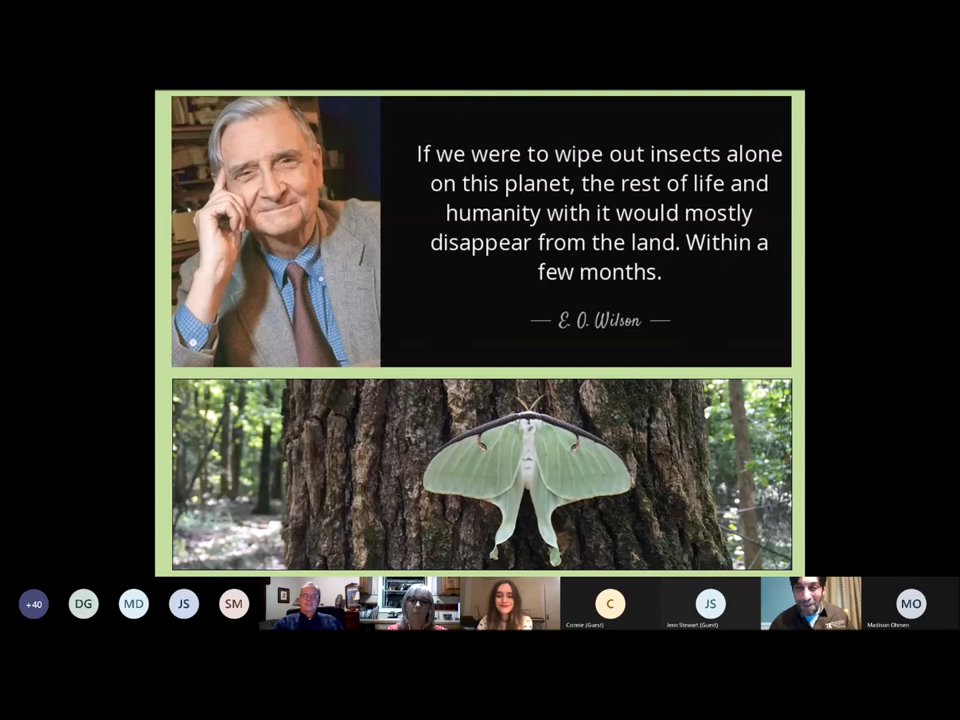 If we were to wipe out insects alone
on this planet, the rest of life and
humanity with it would mostly
disappear from the land. Within a
few months.
— E. O. Wilson —
+40
DG
MD
JS
SM
C
Connie (Guest)
JS
Jenn Stewart (Guest)
MO
Madison Ohmen